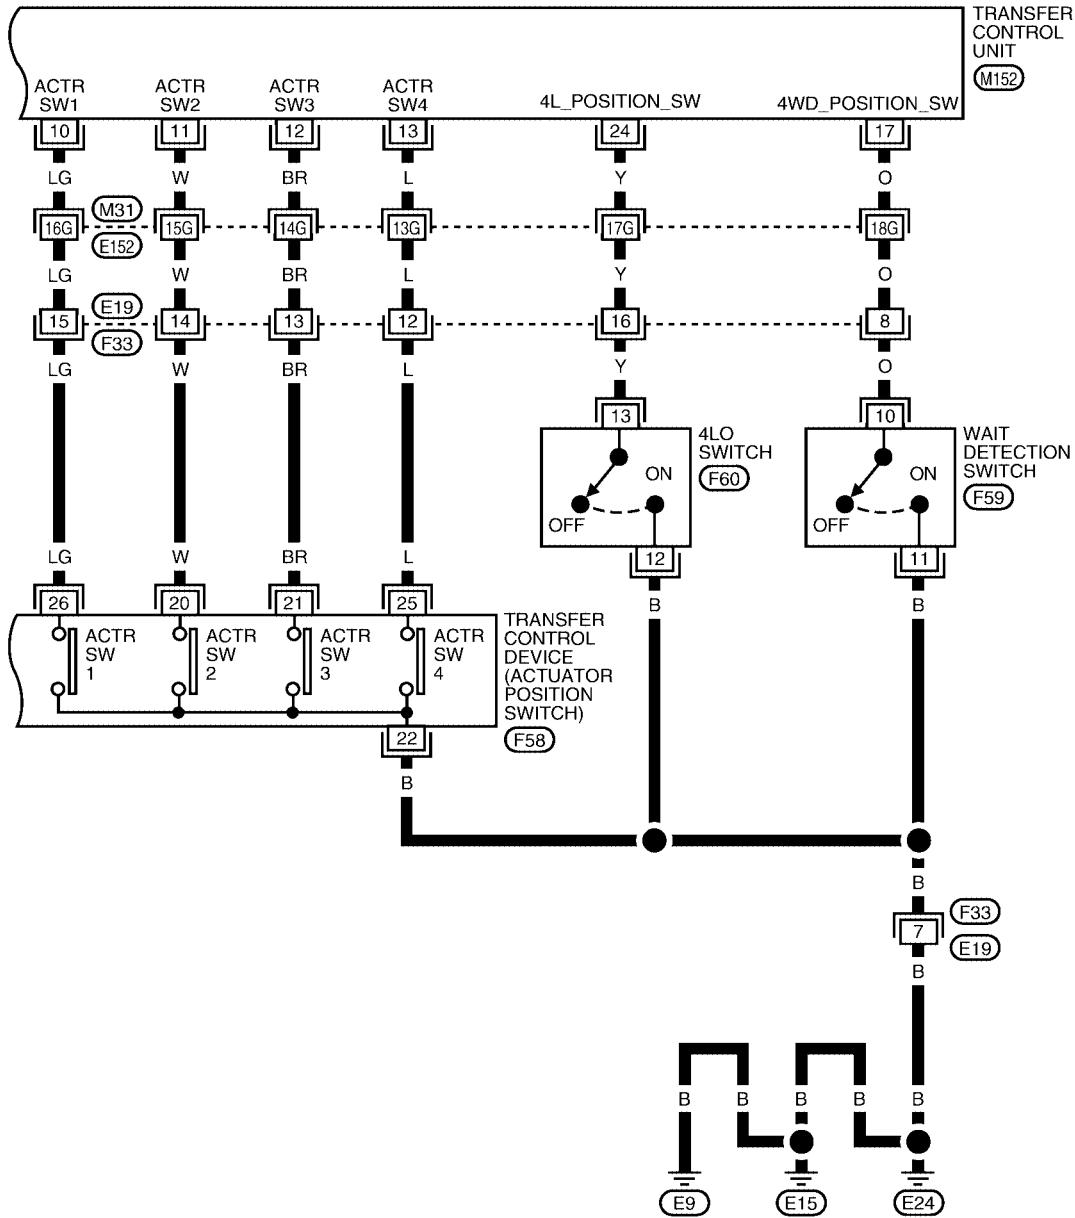 TRANSFER
CONTROL
UNIT
M152
ACTR
SW1
ACTR
SW2
ACTR
SW3
ACTR
SW4
4L_POSITION_SW
4WD_POSITION_SW
10
11
12
13
24
17
LG
W
BR
L
Y
O
M31
16G
15G
14G
13G
17G
18G
E152
LG
W
BR
L
Y
O
E19
15
14
13
12
16
8
F33
LG
W
BR
L
Y
O
13
10
4LO
SWITCH
F60
WAIT
DETECTION
SWITCH
F59
ON
OFF
ON
OFF
12
11
LG
W
BR
L
B
B
26
20
21
25
ACTR
SW
1
ACTR
SW
2
ACTR
SW
3
ACTR
SW
4
TRANSFER
CONTROL
DEVICE
(ACTUATOR
POSITION
SWITCH)
F58
22
B
B
F33
7
E19
B
B
B
B
B
B
E9
E15
E24